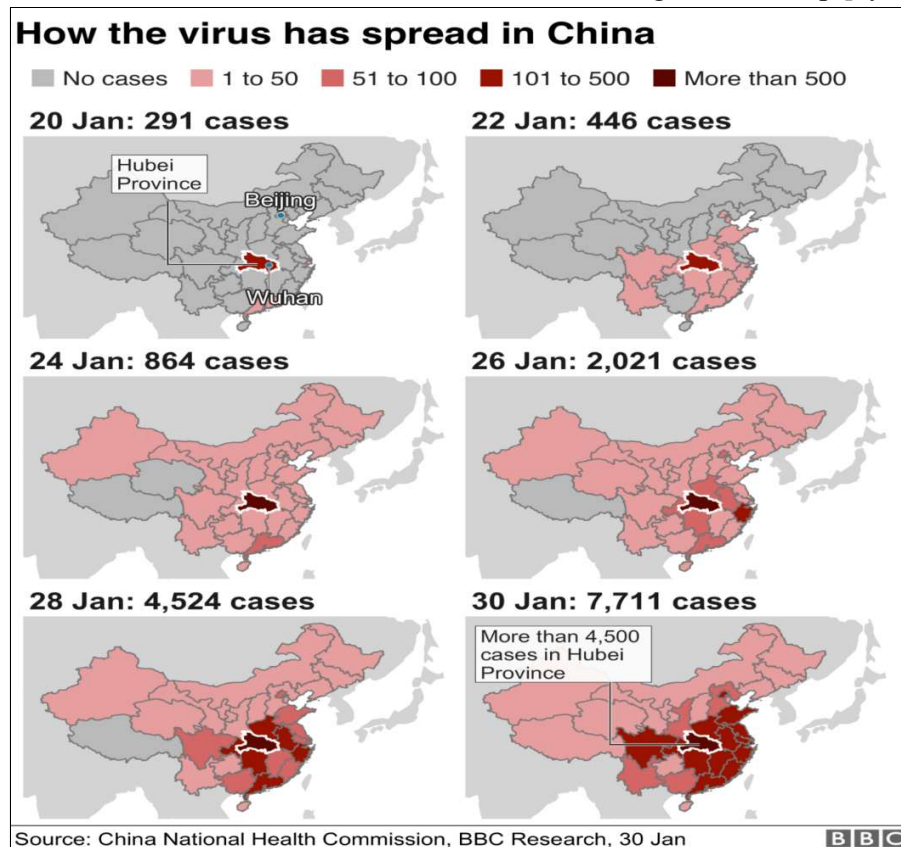 How the virus has spread in China
No cases 1 to 50 51 to 100 101 to 500 More than 500
20 Jan: 291 cases
Hubei
Province
Beijing
Wuhan
22 Jan: 446 cases
24 Jan: 864 cases
26 Jan: 2,021 cases
28 Jan: 4,524 cases
30 Jan: 7,711 cases
More than 4,500
cases in Hubei
Province
Source: China National Health Commission, BBC Research, 30 Jan
BBC